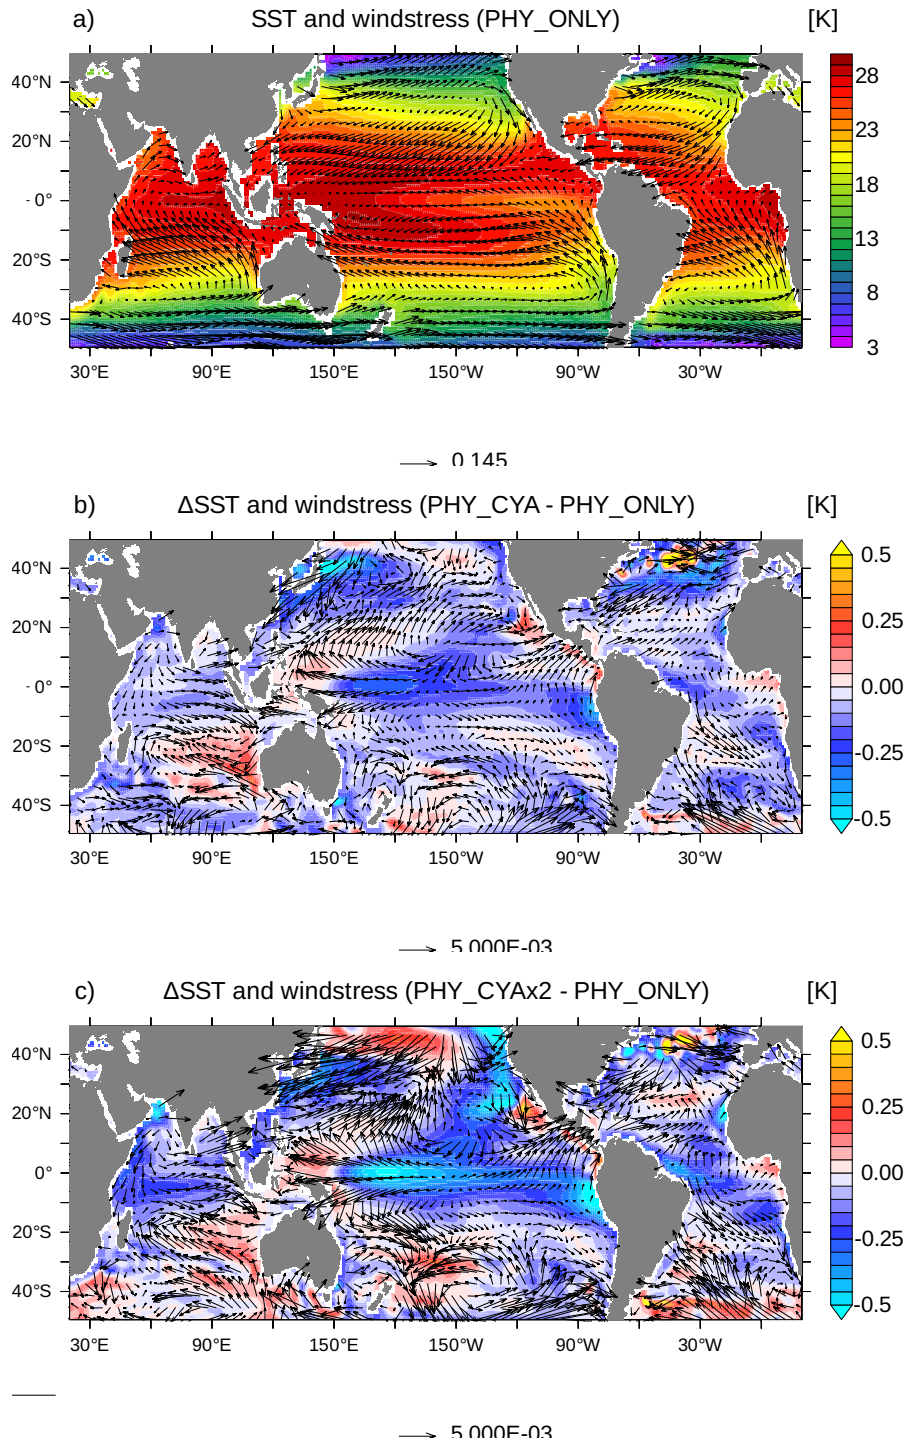 a) SST and windstress (PHY_ONLY) [K]
40°N
20°N
0°
20°S
40°S
30°E 90°E 150°E 150°W 90°W 30°W
28
23
18
13
8
3
0.145
b) ΔSST and windstress (PHY_CYA - PHY_ONLY) [K]
40°N
20°N
0°
20°S
40°S
30°E 90°E 150°E 150°W 90°W 30°W
0.5
0.25
0.00
-0.25
-0.5
5.000E-03
c) ΔSST and windstress (PHY_CYAx2 - PHY_ONLY) [K]
40°N
20°N
0°
20°S
40°S
30°E 90°E 150°E 150°W 90°W 30°W
0.5
0.25
0.00
-0.25
-0.5
5.000E-03